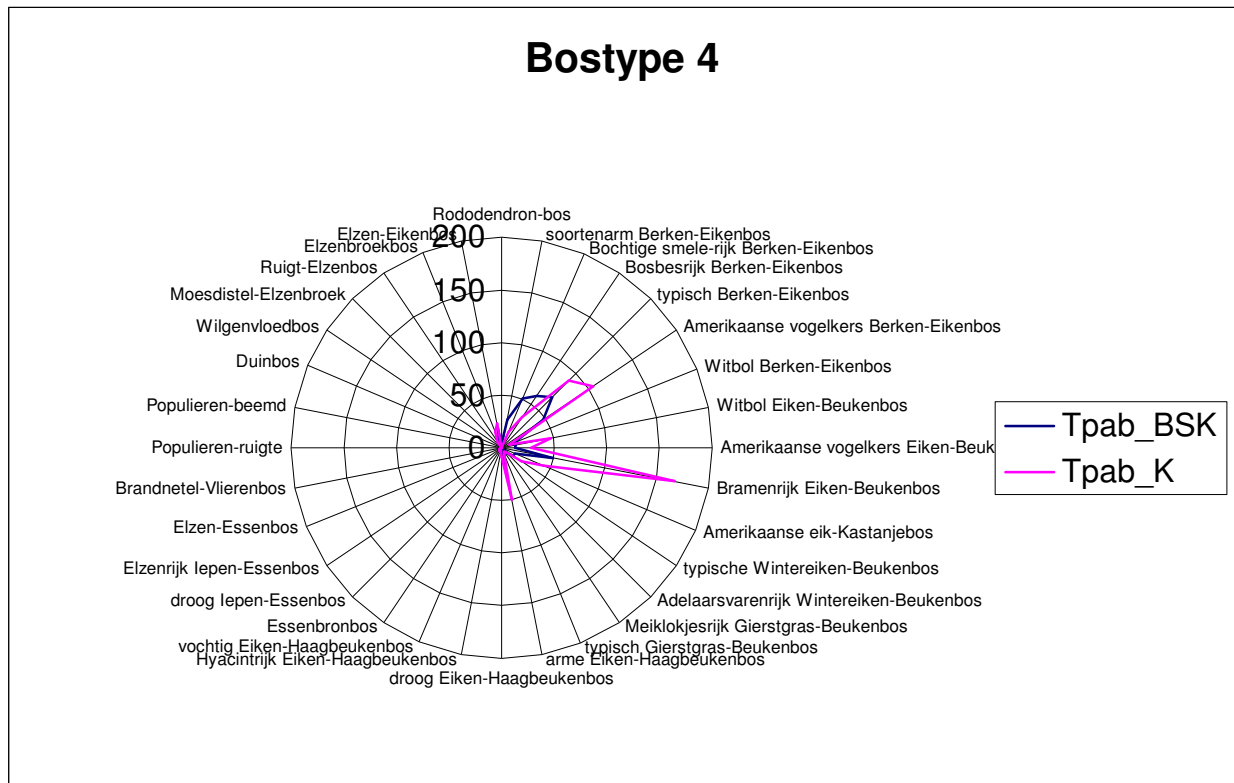 Bostype 4
Rododendron-bos
soortenarm Berken-Eikenbos
Bochtige smele-rijk Berken-Eikenbos
Bosbesrijk Berken-Eikenbos
typisch Berken-Eikenbos
Amerikaanse vogelkers Berken-Eikenbos
Witbol Berken-Eikenbos
Witbol Eiken-Beukenbos
Amerikaanse vogelkers Eiken-Beuk
Bramenrijk Eiken-Beukenbos
Amerikaanse eik-Kastanjebos
typische Wintereiken-Beukenbos
Adelaarsvarenrijk Wintereiken-Beukenbos
Meiklokjesrijk Gierstgras-Beukenbos
typisch Gierstgras-Beukenbos
arme Eiken-Haagbeukenbos
droog Eiken-Haagbeukenbos
Hyacintrijk Eiken-Haagbeukenbos
vochtig Eiken-Haagbeukenbos
Essenbronbos
droog Iepen-Essenbos
Elzenrijk Iepen-Essenbos
Elzen-Essenbos
Brandnetel-Vlierenbos
Populieren-ruigte
Populieren-beemd
Duinbos
Wilgenvloedbos
Moesdistel-Elzenbroek
Ruigt-Elzenbos
Elzenbroekbos
Elzen-Eikenbos
200
150
100
50
0
Tpab_BSK
Tpab_K